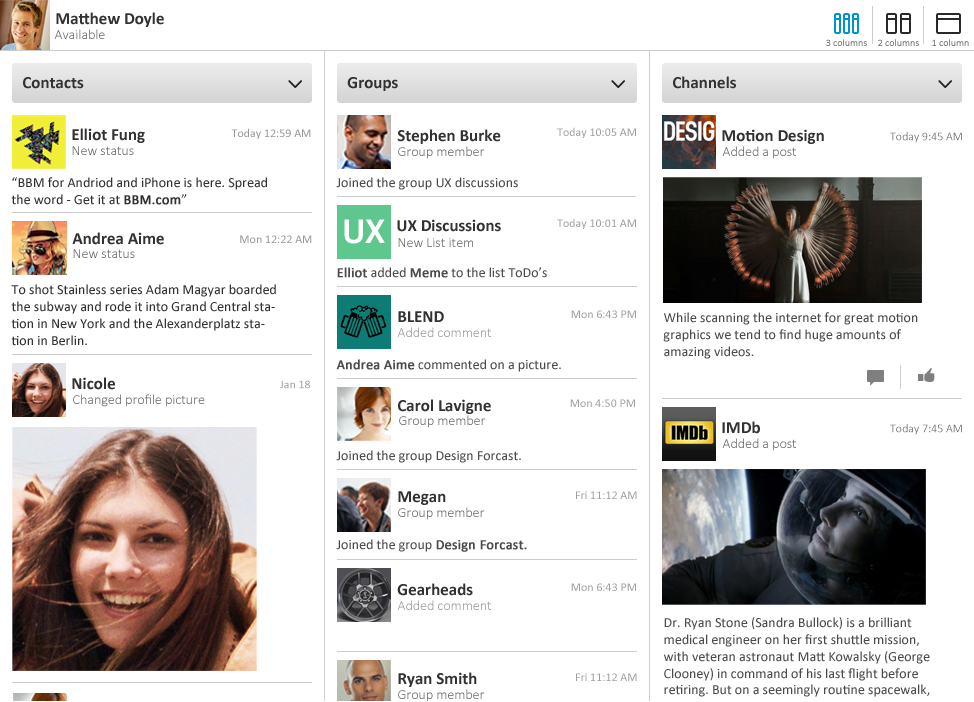 Matthew Doyle
Available
3 columns
2 columns
1 column
Contacts
Elliot Fung
Today 12:59 AM
New status
“BBM for Andriod and iPhone is here. Spread
the word - Get it at BBM.com”
Andrea Aime
Mon 12:22 AM
New status
To shot Stainless series Adam Magyar boarded
the subway and rode it into Grand Central sta-
tion in New York and the Alexanderplatz sta-
tion in Berlin.
Nicole
Jan 18
Changed profile picture
Groups
Stephen Burke
Today 10:05 AM
Group member
Joined the group UX discussions
UX
UX Discussions
Today 10:01 AM
New List item
Elliot added Meme to the list ToDo’s
BLEND
Mon 6:43 PM
Added comment
Andrea Aime commented on a picture.
Carol Lavigne
Mon 4:50 PM
Group member
Joined the group Design Forcast.
Megan
Fri 11:12 AM
Group member
Joined the group Design Forcast.
Gearheads
Mon 6:43 PM
Added comment
Ryan Smith
Fri 11:12 AM
Group member
Channels
DESIG
Motion Design
Today 9:45 AM
Added a post
While scanning the internet for great motion
graphics we tend to find huge amounts of
amazing videos.
IMDb
IMDb
Today 7:45 AM
Added a post
Dr. Ryan Stone (Sandra Bullock) is a brilliant
medical engineer on her first shuttle mission,
with veteran astronaut Matt Kowalsky (George
Clooney) in command of his last flight before
retiring. But on a seemingly routine spacewalk,